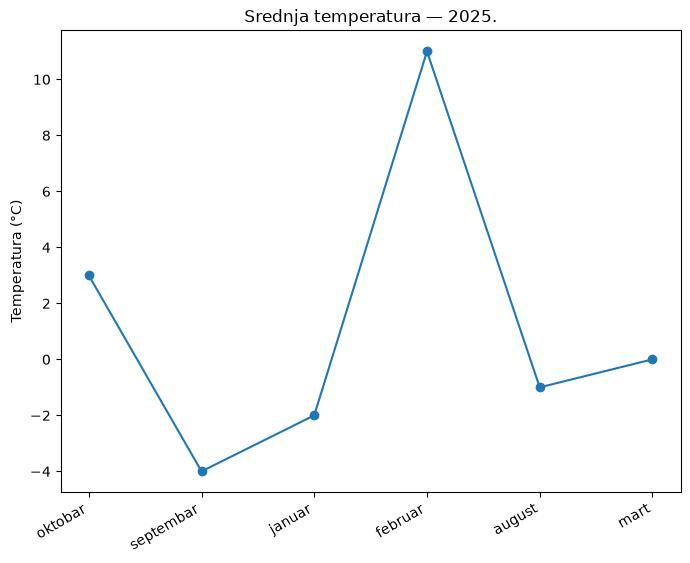 Srednja temperatura — 2025.
Temperatura (°C)
10
8
6
4
2
0
−2
−4
oktobar
septembar
januar
februar
august
mart